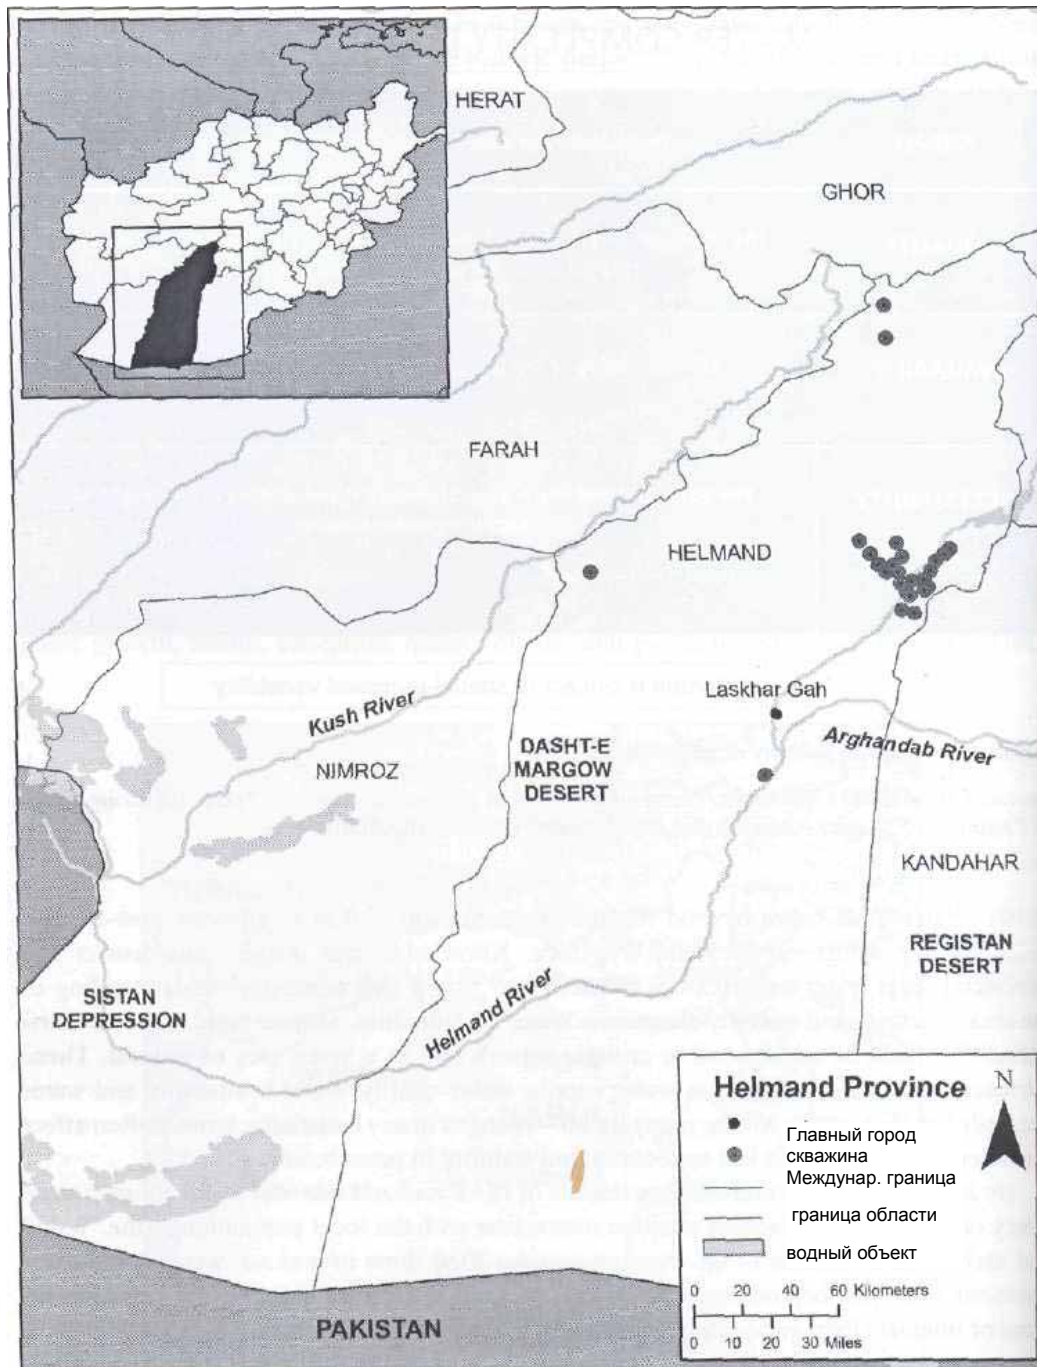 HERAT
GHOR
FARAH
HELMAND
Laskhar Gah
Kush River
Arghandab River
NIMROZ
DASHT-E
MARGOW
DESERT
KANDAHAR
REGISTAN
DESERT
SISTAN
DEPRESSION
Helmand River
PAKISTAN
Helmand Province
N
Главный город
скважина
Междунар. граница
граница области
водный объект
0 20 40 60 Kilometers
0 10 20 30 Miles